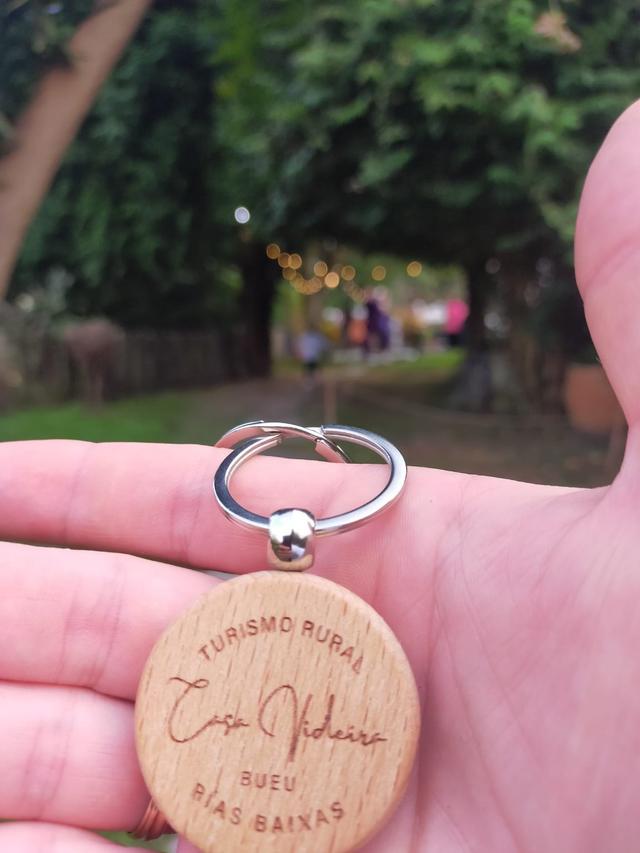 TURISMO RURAL
Casa Videira
BUEU
RÍAS BAIXAS